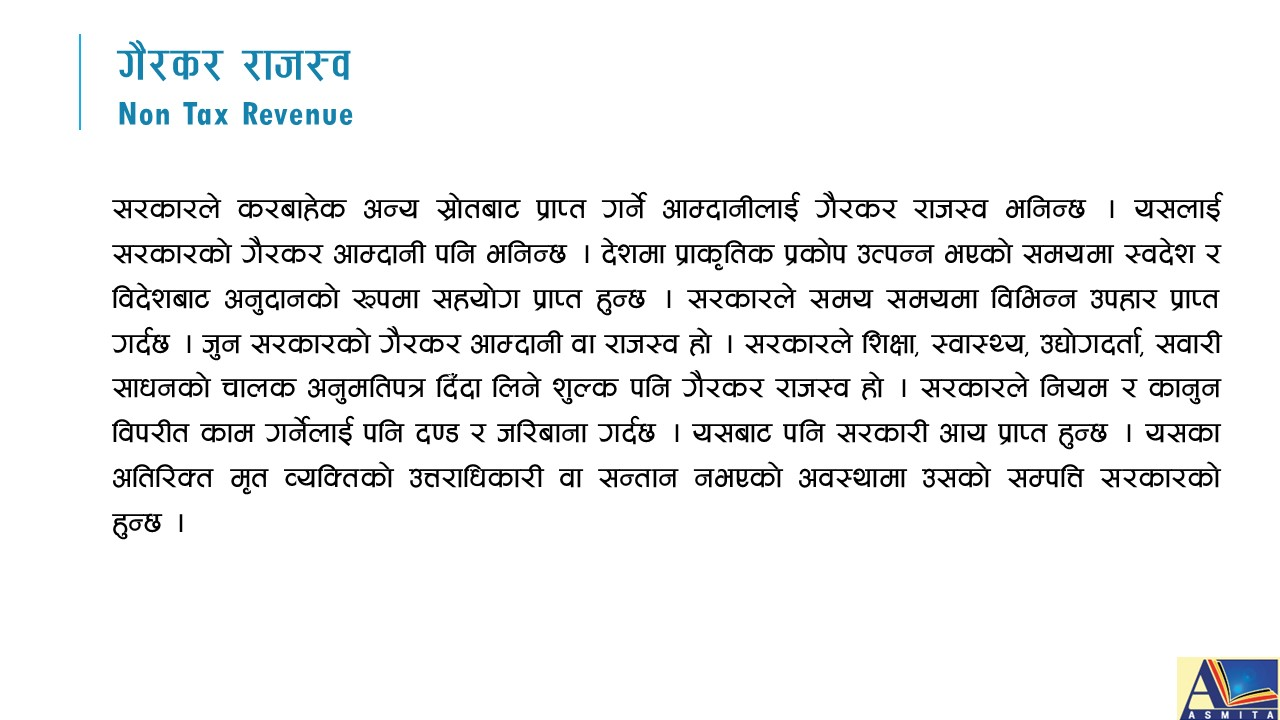 गैरकर राजस्व
Non Tax Revenue
सरकारले करबाहेक अन्य स्रोतबाट प्राप्त गर्ने आम्दानीलाई गैरकर राजस्व भनिन्छ । यसलाई
सरकारको गैरकर आम्दानी पनि भनिन्छ । देशमा प्राकृतिक प्रकोप उत्पन्न भएको समयमा स्वदेश र
विदेशबाट अनुदानको रुपमा सहयोग प्राप्त हुन्छ । सरकारले समय समयमा विभिन्न उपहार प्राप्त
गर्दछ । जुन सरकारको गैरकर आम्दानी वा राजस्व हो । सरकारले शिक्षा, स्वास्थ्य, उद्योगदर्ता, सवारी
साधनको चालक अनुमतिपत्र दिँदा लिने शुल्क पनि गैरकर राजस्व हो । सरकारले नियम र कानुन
विपरीत काम गर्नेलाई पनि दण्ड र जरिबाना गर्दछ । यसबाट पनि सरकारी आय प्राप्त हुन्छ । यसका
अतिरिक्त मृत व्यक्तिको उत्तराधिकारी वा सन्तान नभएको अवस्थामा उसको सम्पत्ति सरकारको
हुन्छ ।
ASMITA